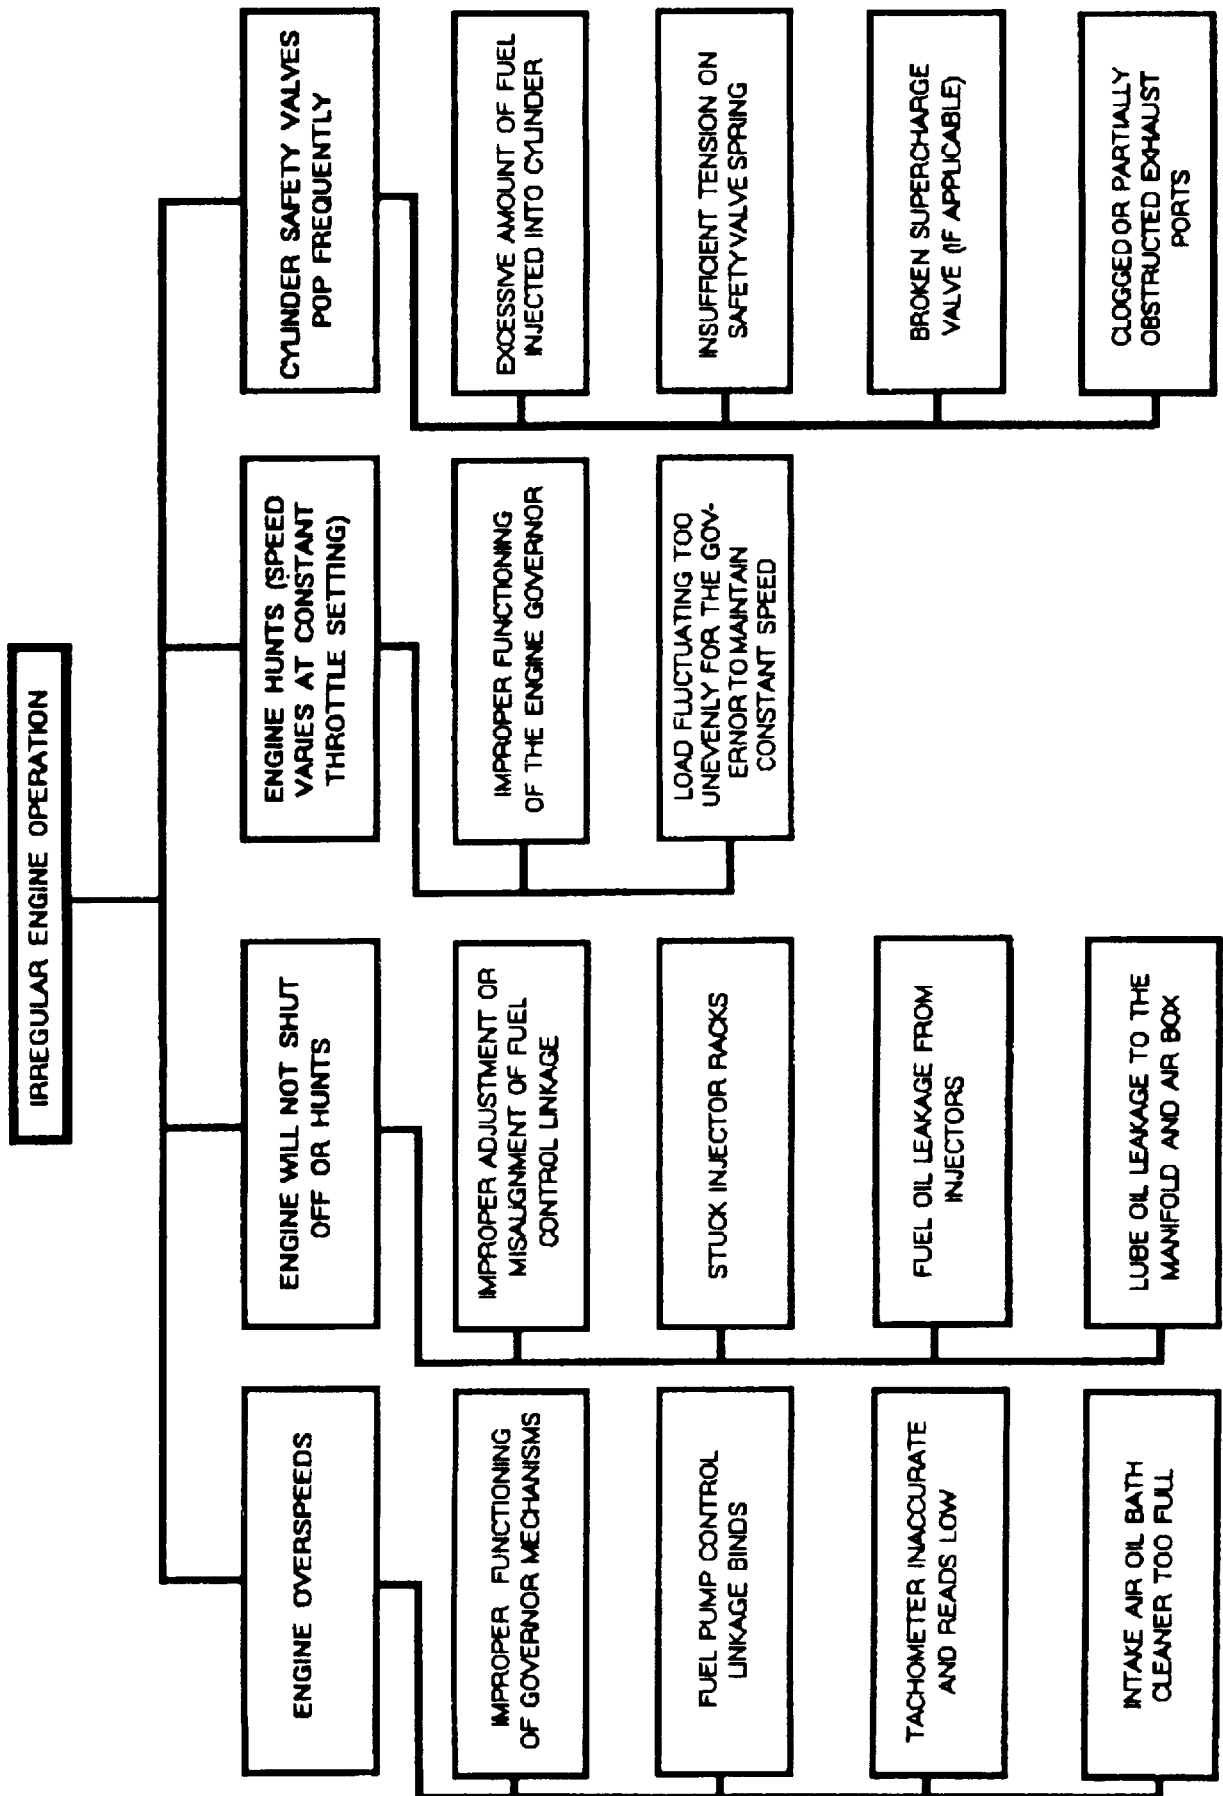 IRREGULAR ENGINE OPERATION
ENGINE OVERSPEEDS
IMPROPER FUNCTIONING
OF GOVERNOR MECHANISMS
FUEL PUMP CONTROL
LINKAGE BINDS
TACHOMETER INACCURATE
AND READS LOW
INTAKE AIR OIL BATH
CLEANER TOO FULL
ENGINE WILL NOT SHUT
OFF OR HUNTS
IMPROPER ADJUSTMENT OR
MISALIGNMENT OF FUEL
CONTROL LINKAGE
STUCK INJECTOR RACKS
FUEL OIL LEAKAGE FROM
INJECTORS
LUBE OIL LEAKAGE TO THE
MANIFOLD AND AIR BOX
ENGINE HUNTS (SPEED
VARIES AT CONSTANT
THROTTLE SETTING)
IMPROPER FUNCTIONING
OF THE ENGINE GOVERNOR
LOAD FLUCTUATING TOO
UNEVENLY FOR THE GOV-
ERNOR TO MAINTAIN
CONSTANT SPEED
CYLINDER SAFETY VALVES
POP FREQUENTLY
EXCESSIVE AMOUNT OF FUEL
INJECTED INTO CYLINDER
INSUFFICIENT TENSION ON
SAFETY VALVE SPRING
BROKEN SUPERCHARGE
VALVE (IF APPLICABLE)
CLOGGED OR PARTIALLY
OBSTRUCTED EXHAUST
PORTS